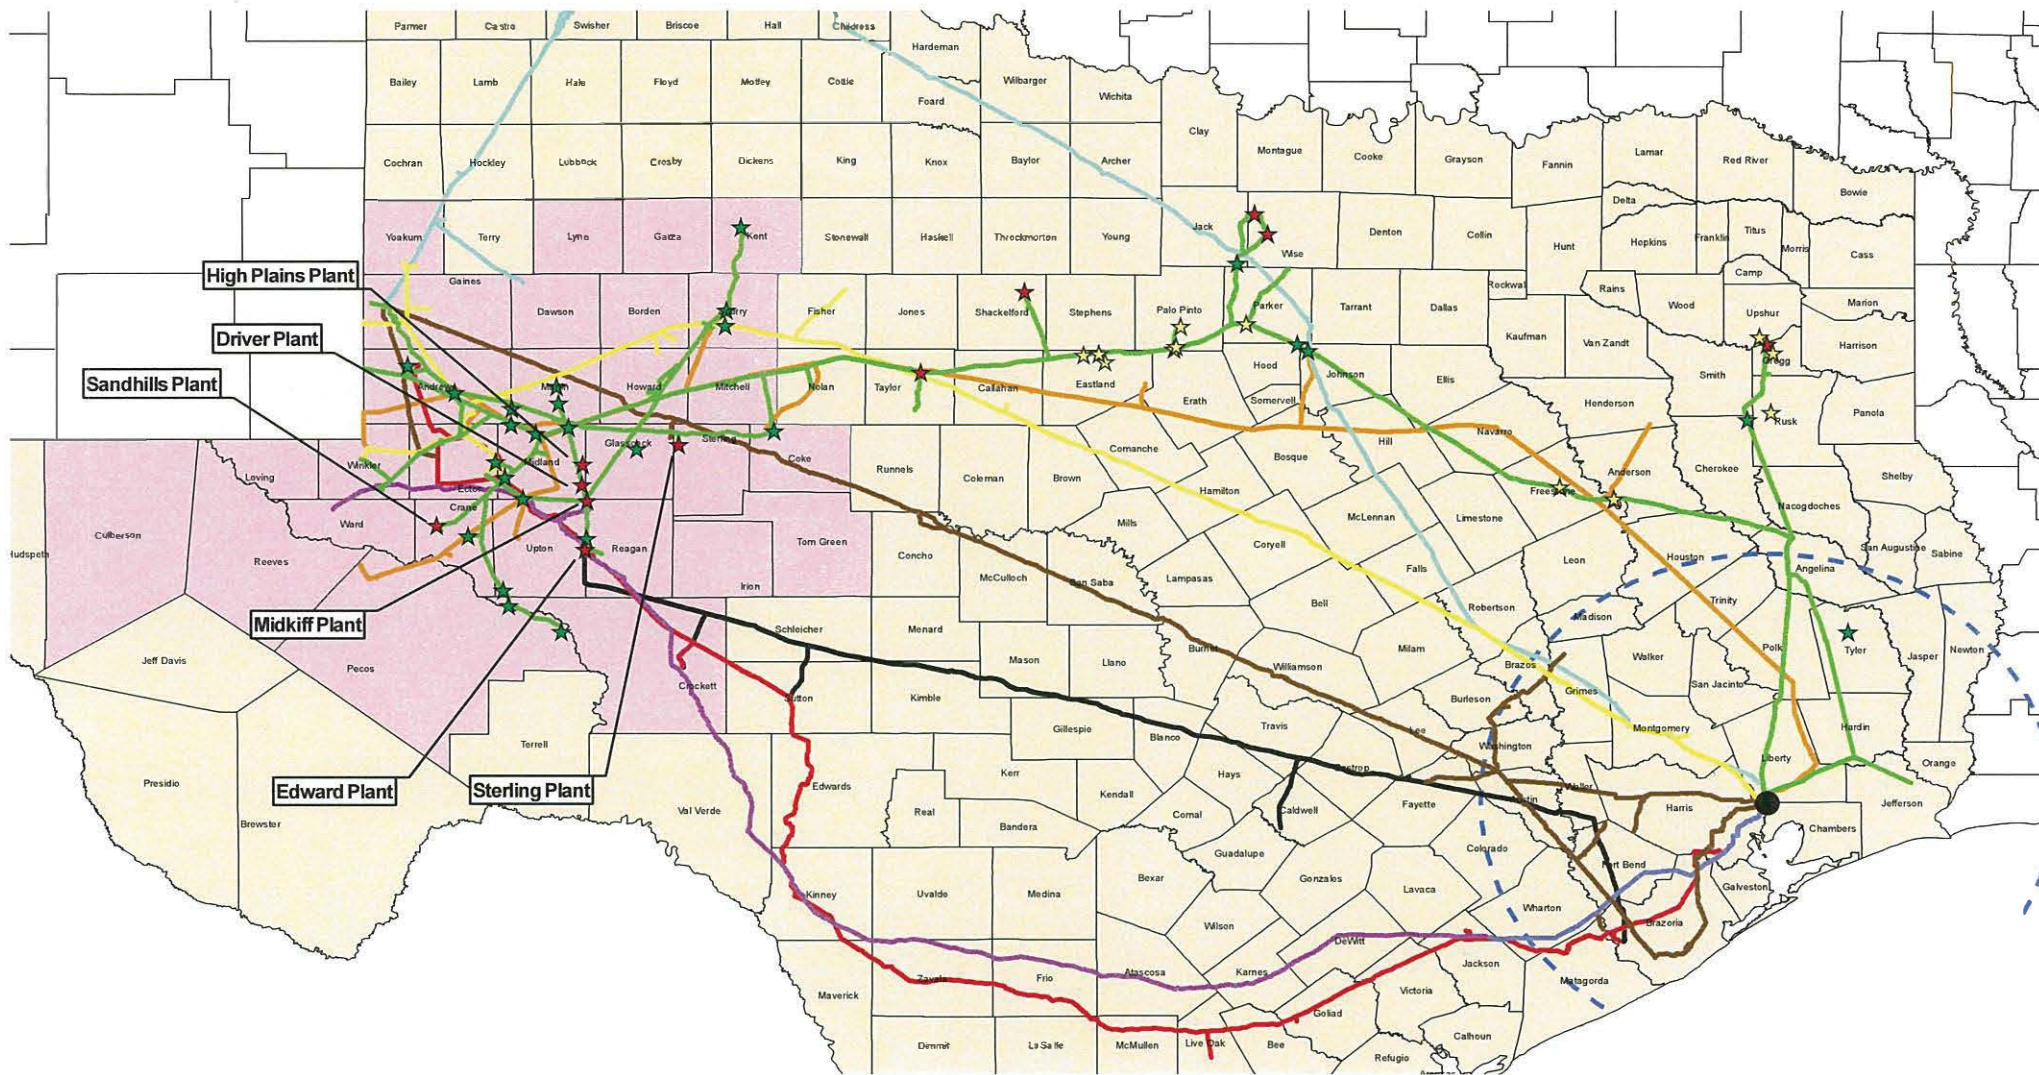 Parmer
Castro
Swisher
Briscoe
Hall
Childress
Hardeman
Bailey
Lamb
Hale
Floyd
Motley
Cottle
Foard
Wilbarger
Wichita
Clay
Montague
Cooke
Grayson
Fannin
Lamar
Red River
Bowie
Cochran
Hockley
Lubbock
Crosby
Dickens
King
Knox
Baylor
Archer
Delta
Yoakum
Terry
Lynn
Garza
Kent
Stonewall
Haskell
Throckmorton
Young
Jack
Wise
Denton
Collin
Hunt
Hopkins
Franklin
Titus
Morris
Cass
Camp
High Plains Plant
Gaines
Dawson
Borden
Fisher
Jones
Shackelford
Stephens
Palo Pinto
Parker
Tarrant
Dallas
Rockwal
Rains
Wood
Upshur
Marion
Kaufman
Van Zandt
Harrison
Driver Plant
Sandhills Plant
Howard
Mitchell
Nolan
Taylor
Callahan
Eastland
Erath
Hood
Somervell
Johnson
Ellis
Henderson
Smith
Gregg
Rusk
Panola
Winkler
Midland
Glasscock
Sterling
Coke
Runnels
Coleman
Brown
Comanche
Bosque
Hill
Navarro
Anderson
Cherokee
Shelby
Loving
Ector
Ward
Crane
Hamilton
Freestone
Nacogdoches
Hudspeth
Culberson
Reeves
Upton
Reagan
Tom Green
Irion
Concho
McCulloch
San Saba
Mills
Lampasas
Coryell
McLennan
Limestone
Falls
Leon
Houston
Angelina
San Augustine
Sabine
Midkiff Plant
Bell
Robertson
Madison
Trinity
Jeff Davis
Pecos
Schleicher
Menard
Mason
Llano
Burnet
Williamson
Milam
Brazos
Walker
Polk
Tyler
Jasper
Newton
Crockett
Sutton
Kimble
Gillespie
Blanco
Travis
Lee
Burleson
Grimes
San Jacinto
Montgomery
Hardin
Terrell
Presidio
Brewster
Edward Plant
Sterling Plant
Val Verde
Edwards
Kerr
Real
Kendall
Bandera
Hays
Comal
Caldwell
Fayette
Washington
Waller
Harris
Liberty
Orange
Jefferson
Chambers
Guadalupe
Colorado
Fort Bend
Galveston
Kinney
Uvalde
Medina
Bexar
Wilson
Gonzales
Lavaca
Wharton
Brazoria
Zavala
Frio
Atascosa
Karnes
DeWitt
Jackson
Matagorda
Maverick
Victoria
Goliad
Dimmit
La Salle
McMullen
Live Oak
Bee
Calhoun
Refugio